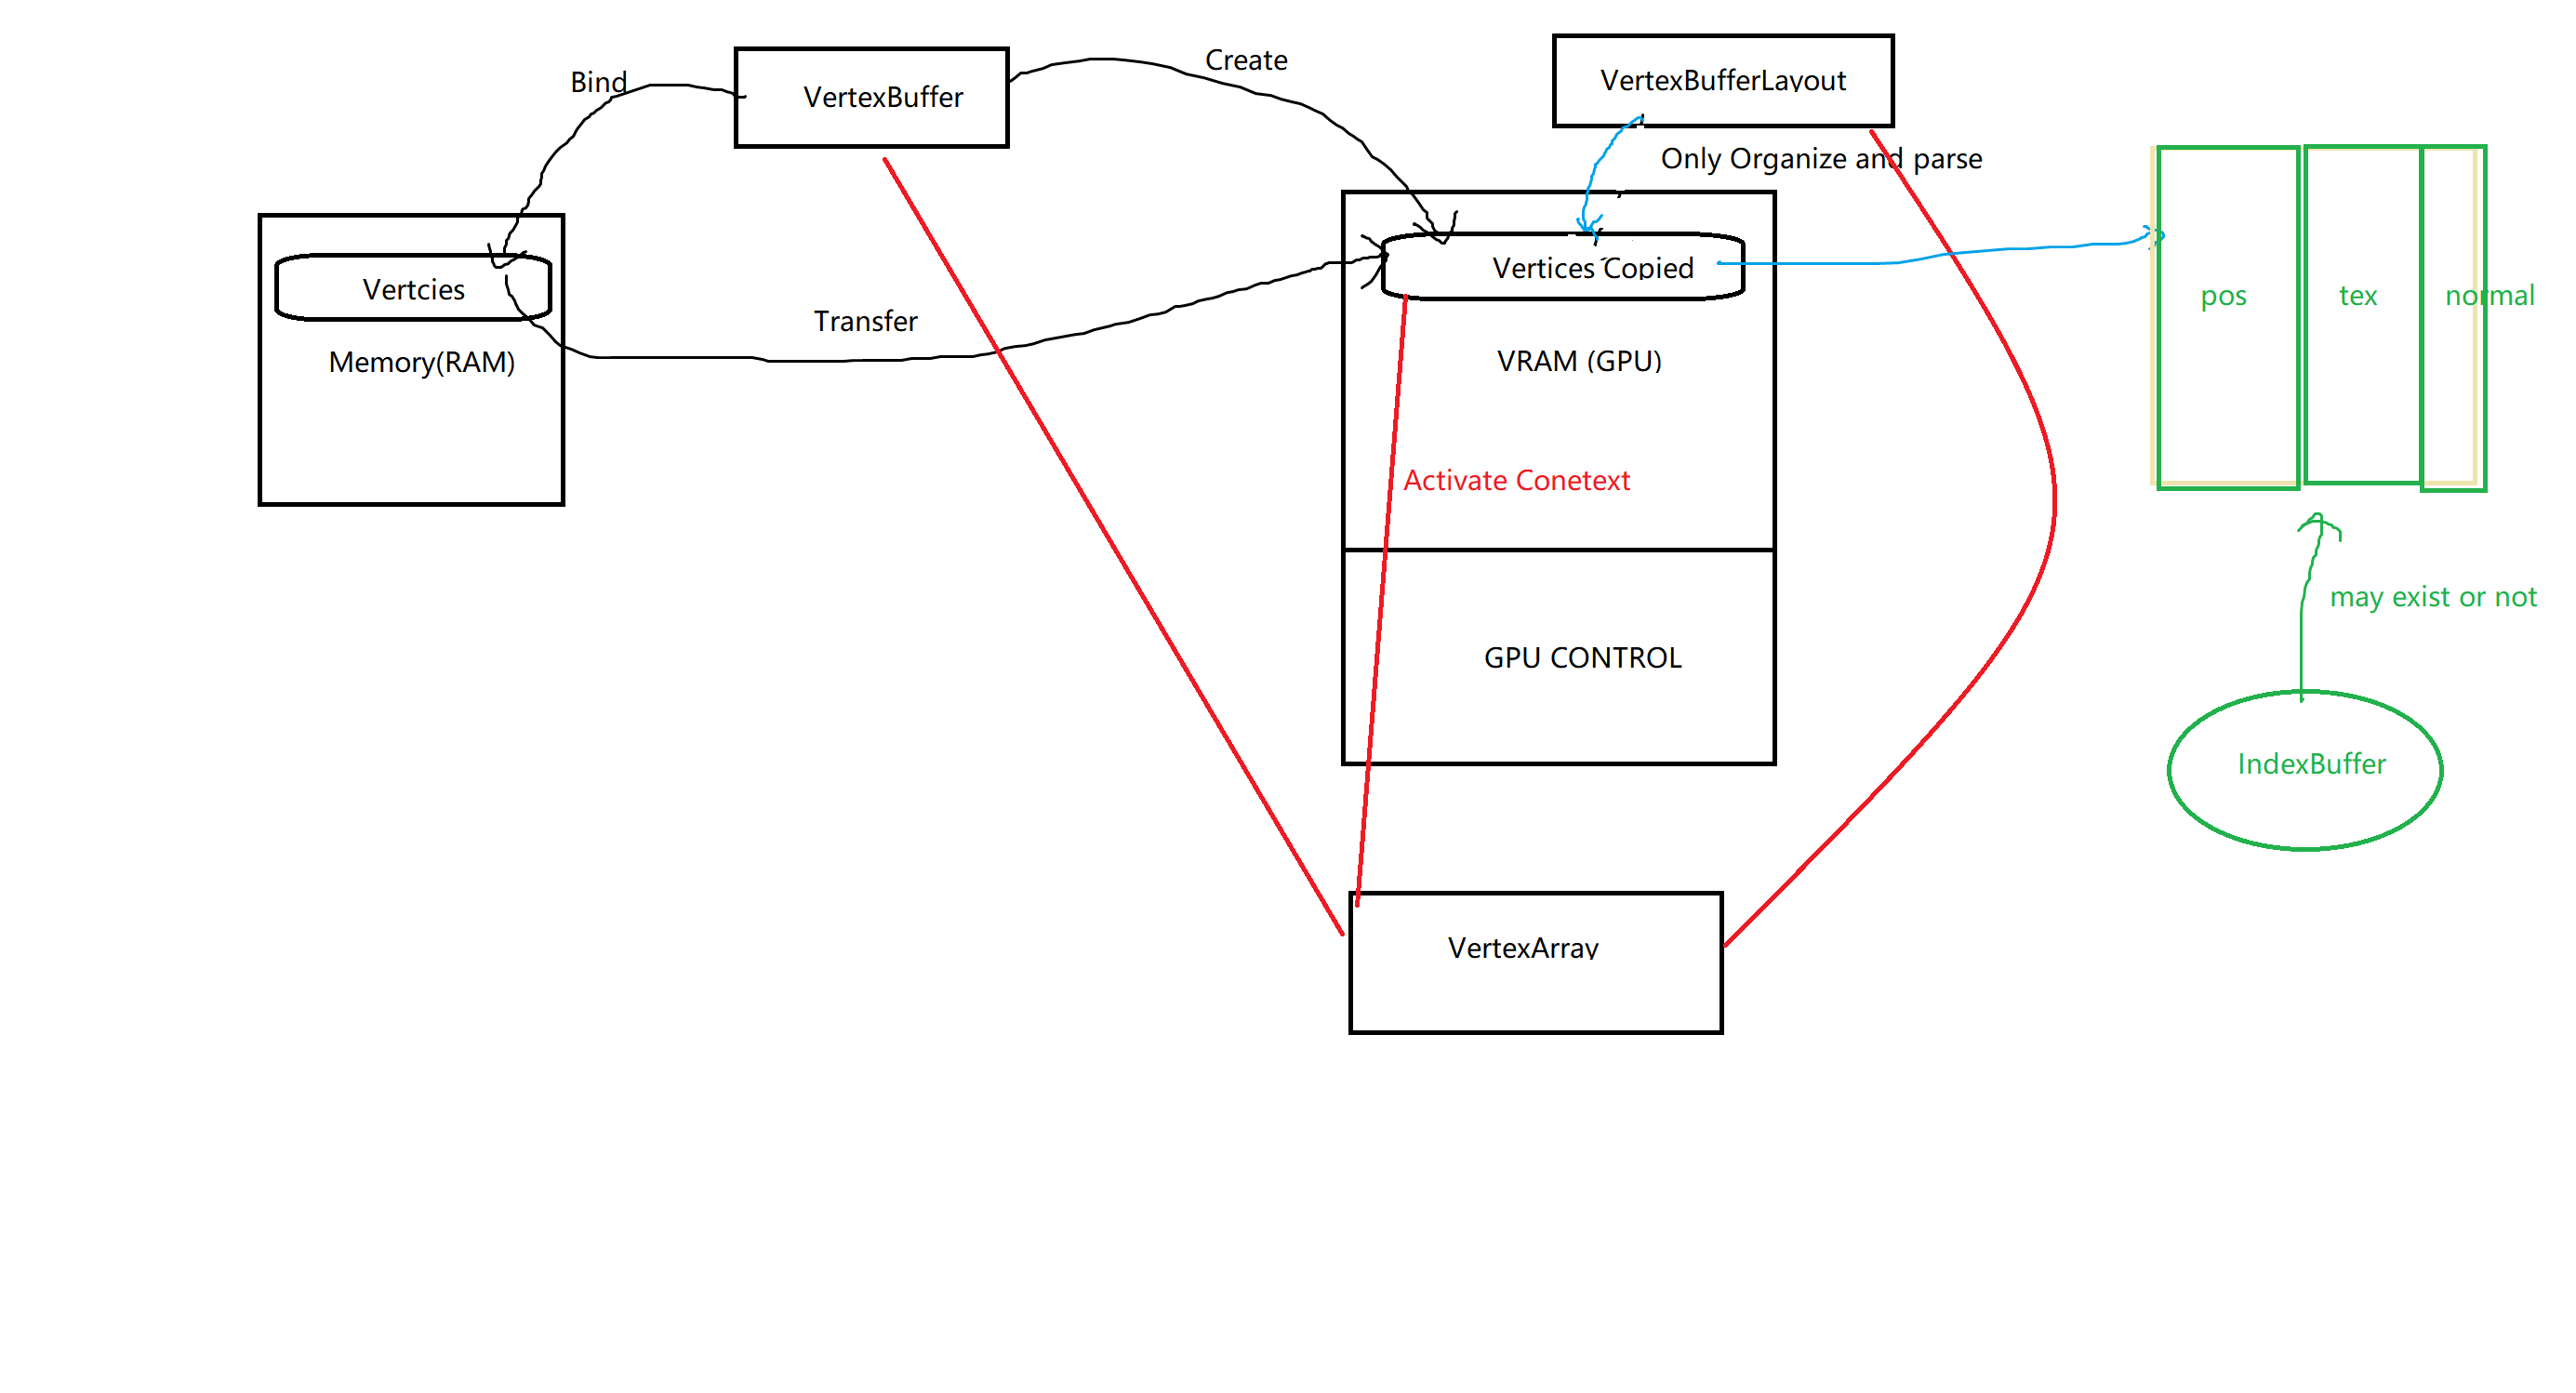 Bind
VertexBuffer
Create
VertexBufferLayout
Only Organize and parse
Vertcies
Memory(RAM)
Transfer
Vertices Copied
VRAM (GPU)
pos
tex
normal
Activate Conetext
may exist or not
GPU CONTROL
IndexBuffer
VertexArray